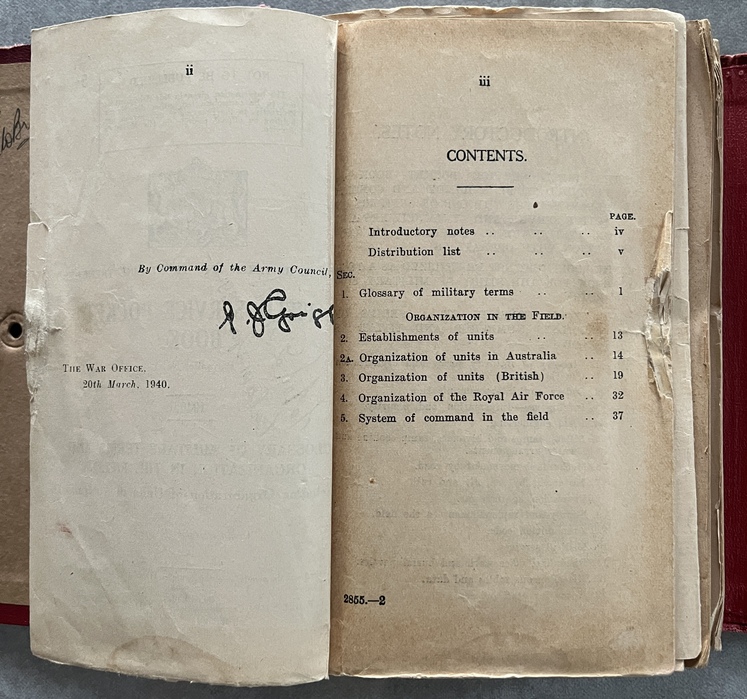 ii
By Command of the Army Council,
THE WAR OFFICE,
20th March, 1940.
iii
CONTENTS.
PAGE.
Introductory notes .. .. .. iv
Distribution list .. .. .. v
SEC.
1. Glossary of military terms .. .. 1
ORGANIZATION IN THE FIELD.
2. Establishments of units .. .. 13
2A. Organization of units in Australia .. 14
3. Organization of units (British) .. 19
4. Organization of the Royal Air Force .. 32
5. System of command in the field .. 37
2855.—2